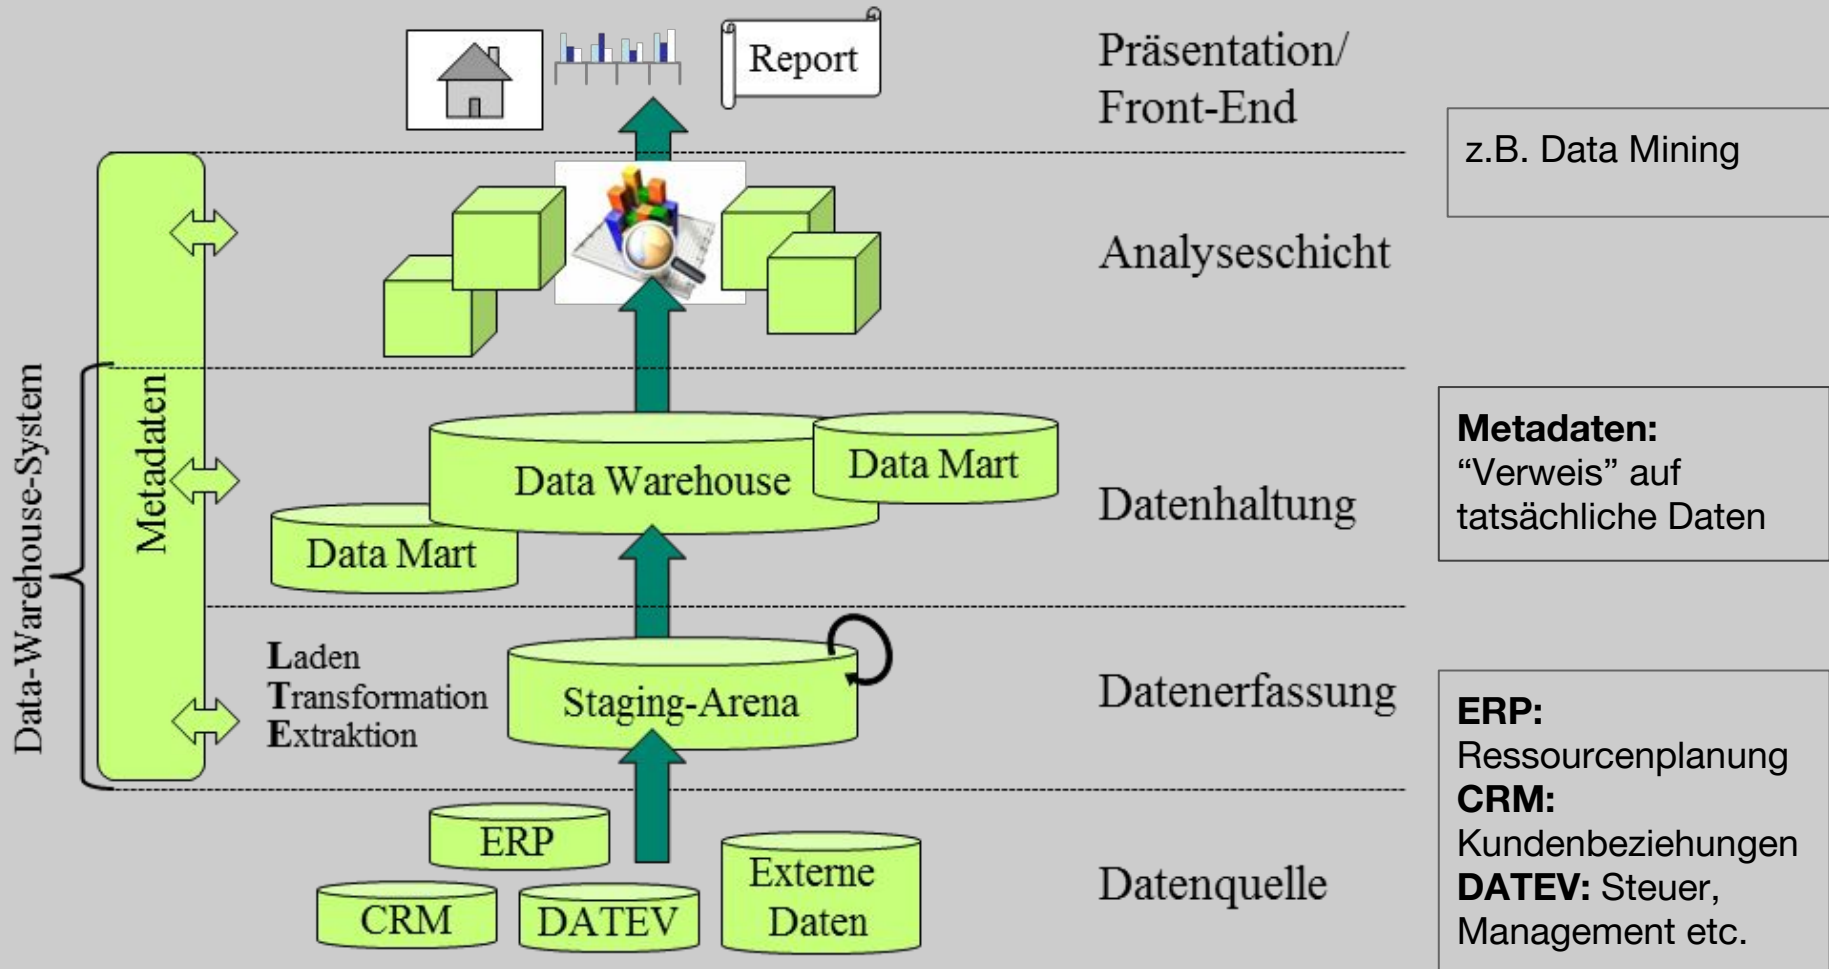 Report
Präsentation/
Front-End
z.B. Data Mining
Analyseschicht
Data-Warehouse-System
Metadaten
Data Warehouse
Data Mart
Data Mart
Datenhaltung
Metadaten:
“Verweis” auf
tatsächliche Daten
Laden
Transformation
Extraktion
Staging-Arena
Datenerfassung
ERP
CRM
DATEV
Externe
Daten
Datenquelle
ERP:
Ressourcenplanung
CRM:
Kundenbeziehungen
DATEV: Steuer,
Management etc.